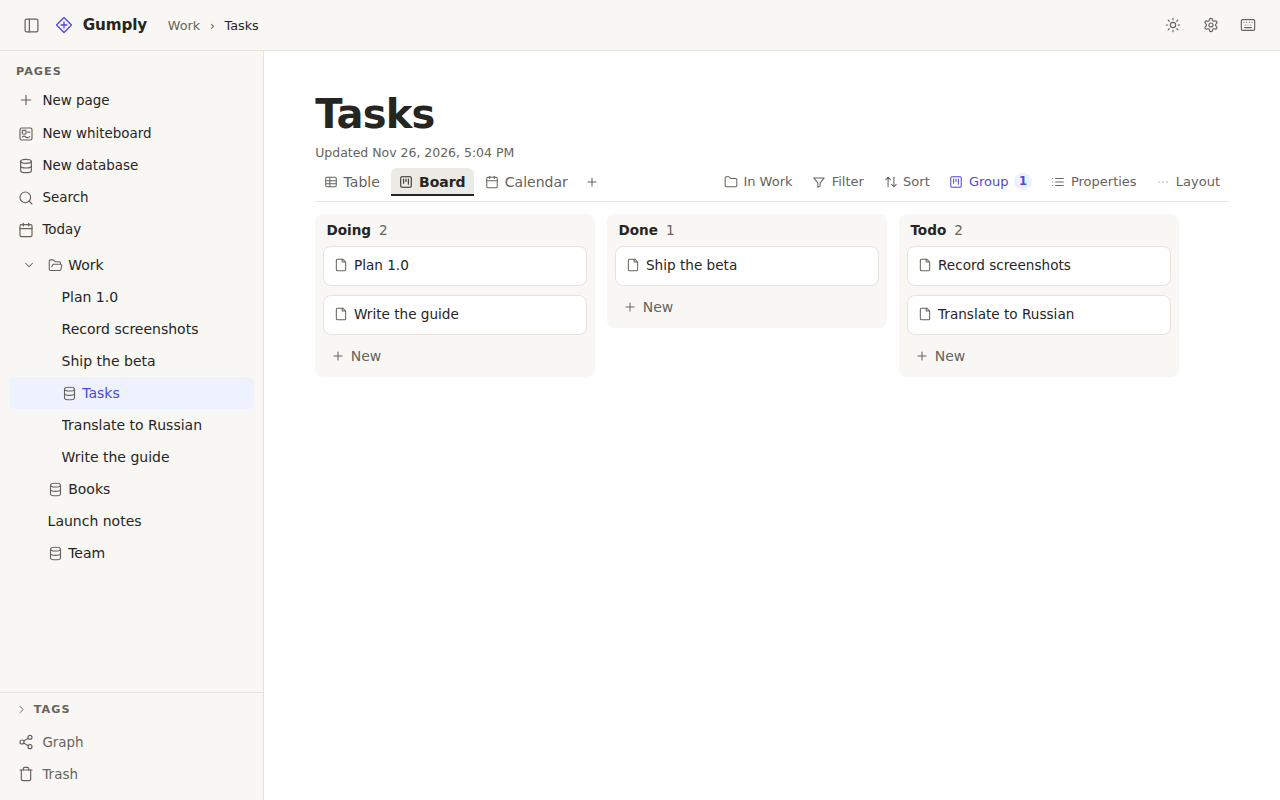 Gumply Work › Tasks
PAGES
New page
New whiteboard
New database
Search
Today
Work
Plan 1.0
Record screenshots
Ship the beta
Tasks
Translate to Russian
Write the guide
Books
Launch notes
Team
TAGS
Graph
Trash
Tasks
Updated Nov 26, 2026, 5:04 PM
Table Board Calendar In Work Filter Sort Group 1 Properties Layout
Doing 2
Plan 1.0
Write the guide
New
Done 1
Ship the beta
New
Todo 2
Record screenshots
Translate to Russian
New